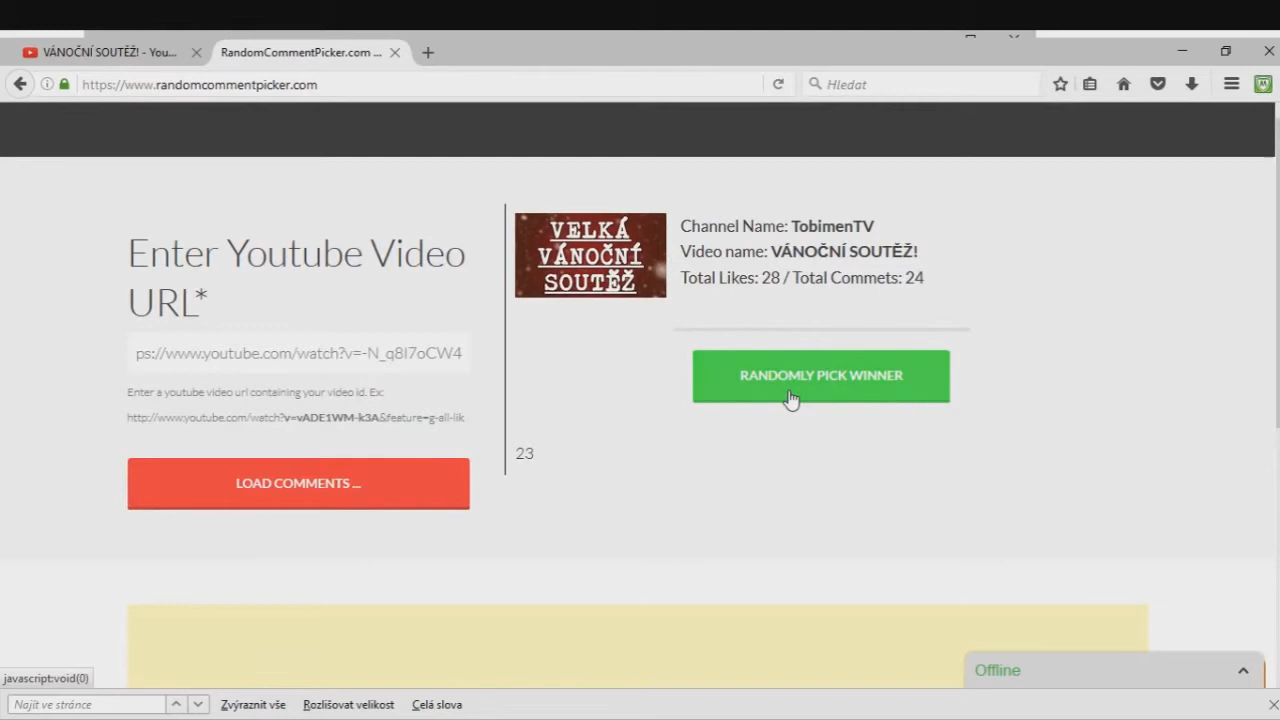 VÁNOČNÍ SOUTĚŽ! - You...
RandomCommentPicker.com ...
https://www.randomcommentpicker.com
Hledat
Enter Youtube Video
URL*
ps://www.youtube.com/watch?v=-N_q8I7oCW4
Enter a youtube video url containing your video id. Ex:
http://www.youtube.com/watch?v=vADE1WM-k3A&feature=g-all-lik
LOAD COMMENTS ...
VELKÁ
VÁNOČNÍ
SOUTĚŽ
Channel Name: TobimenTV
Video name: VÁNOČNÍ SOUTĚŽ!
Total Likes: 28 / Total Commets: 24
RANDOMLY PICK WINNER
23
Offline
javascript:void(0)
Najít ve stránce
Zvýraznit vše
Rozlišovat velikost
Celá slova